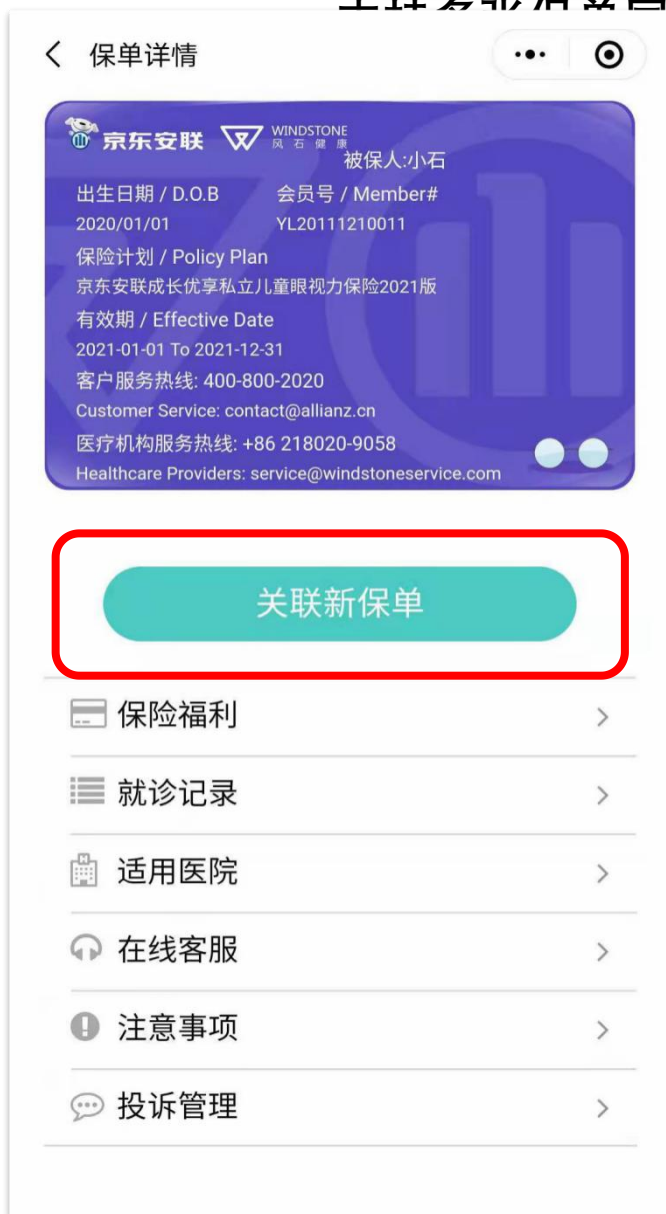 保单详情
京东安联 WINDSTONE
风石健康
被保人:小石
出生日期 / D.O.B 会员号 / Member#
2020/01/01 YL20111210011
保险计划 / Policy Plan
京东安联成长优享私立儿童眼视力保险2021版
有效期 / Effective Date
2021-01-01 To 2021-12-31
客户服务热线: 400-800-2020
Customer Service: contact@allianz.cn
医疗机构服务热线: +86 218020-9058
Healthcare Providers: service@windstoneservice.com
关联新保单
保险福利
就诊记录
适用医院
在线客服
注意事项
投诉管理